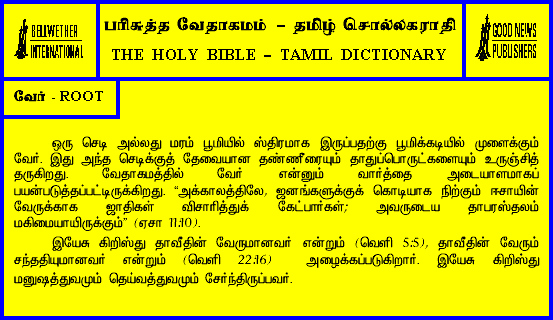 BELLWETHER
INTERNATIONAL
பரிசுத்த வேதாகமம் – தமிழ் சொல்லகராதி
THE HOLY BIBLE – TAMIL DICTIONARY
GOOD NEWS
PUBLISHERS
வேர் - ROOT
ஒரு செடி அல்லது மரம் பூமியில் ஸ்திரமாக இருப்பதற்கு பூமிக்கடியில் முளைக்கும்
வேர். இது அந்த செடிக்குத் தேவையான தண்ணீரையும் தாதுப்பொருட்களையும் உருஞ்சித்
தருகிறது. வேதாகமத்தில் வேர் என்னும் வார்த்தை அடையாளமாகப்
பயன்படுத்தப்பட்டிருக்கிறது. “அக்காலத்திலே, ஜனங்களுக்குக் கொடியாக நிற்கும் ஈசாயின்
வேருக்காக ஜாதிகள் விசாரித்துக் கேட்பார்கள்; அவருடைய தாபரஸ்தலம்
மகிமையாயிருக்கும்” (ஏசா 11:10).
இயேசு கிறிஸ்து தாவீதின் வேருமானவர் என்றும் (வெளி 5:5), தாவீதின் வேரும்
சந்ததியுமானவர் என்றும் (வெளி 22:16) அழைக்கப்படுகிறார். இயேசு கிறிஸ்து
மனுஷத்துவமும் தெய்வத்துவமும் சேர்ந்திருப்பவர்.